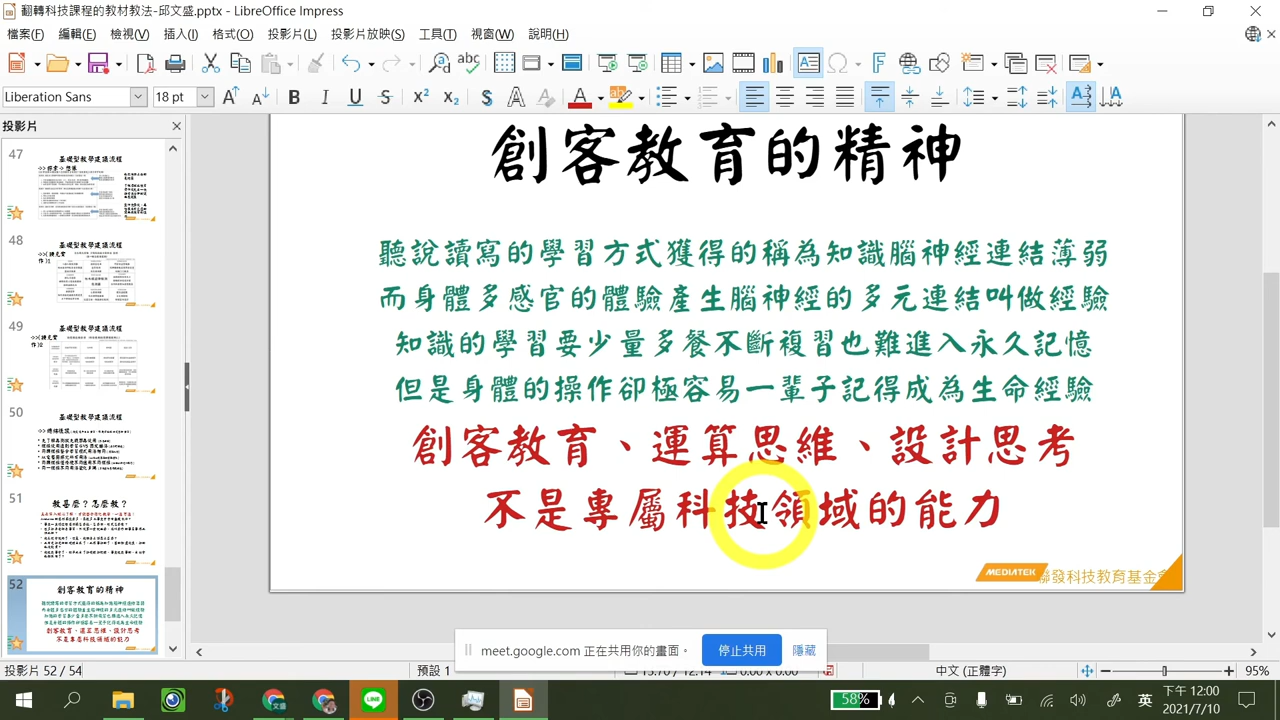 翻轉科技課程的教材教法-邱文盛.pptx - LibreOffice Impress
檔案(F) 編輯(E) 檢視(V) 插入(I) 格式(O) 投影片(L) 投影片放映(S) 工具(T) 視窗(W) 說明(H)
Liberation Sans 18 pt
投影片
47 基礎型教學建議流程
48 基礎型教學建議流程
49 基礎型教學建議流程
50 基礎型教學建議流程
51 教甚麼？怎麼教？
52 創客教育的精神
創客教育的精神
聽說讀寫的學習方式獲得的稱為知識腦神經連結薄弱
而身體多感官的體驗產生腦神經的多元連結叫做經驗
知識的學習要少量多餐不斷複習也難進入永久記憶
但是身體的操作卻極容易一輩子記得成為生命經驗
創客教育、運算思維、設計思考
不是專屬科技領域的能力
MEDIATEK 聯發科技教育基金會
meet.google.com 正在共用你的畫面。 停止共用 隱藏
投影片 52 / 54 預設 1 中文 (正體字) 95%
58% 英 下午 12:00
2021/7/10